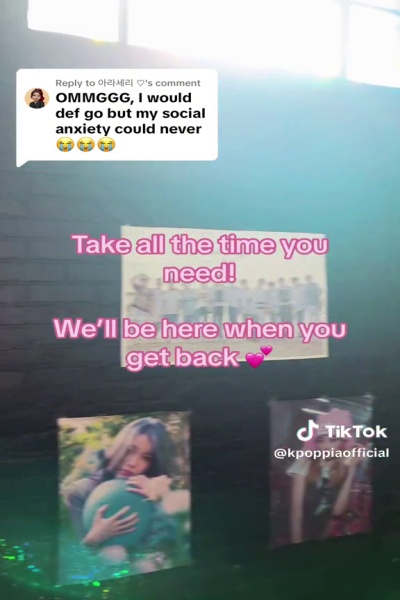 Reply to 아라세리 ♡'s comment
OMMGGG, I would
def go but my social
anxiety could never
😭😭😭
Take all the time you
need!
We'll be here when you
get back 💕
TikTok
@kpoppiaofficial